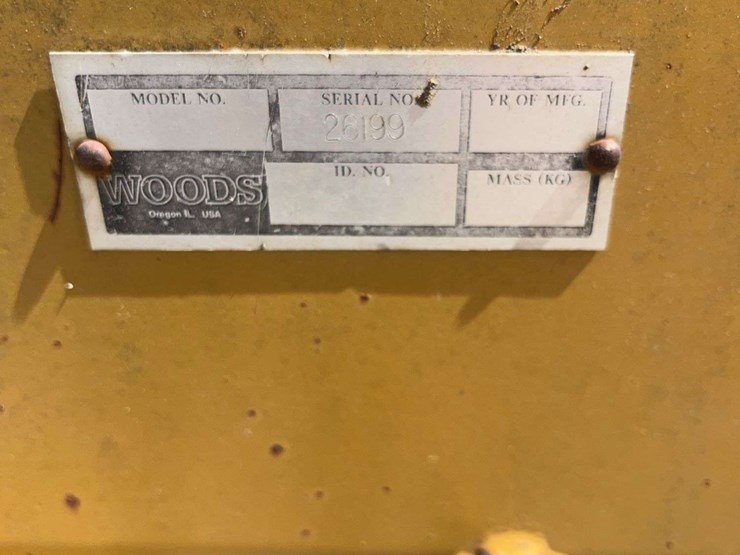 MODEL NO.
SERIAL NO
26199
YR OF MFG.
WOODS
Oregon IL. USA
ID. NO.
MASS (KG)